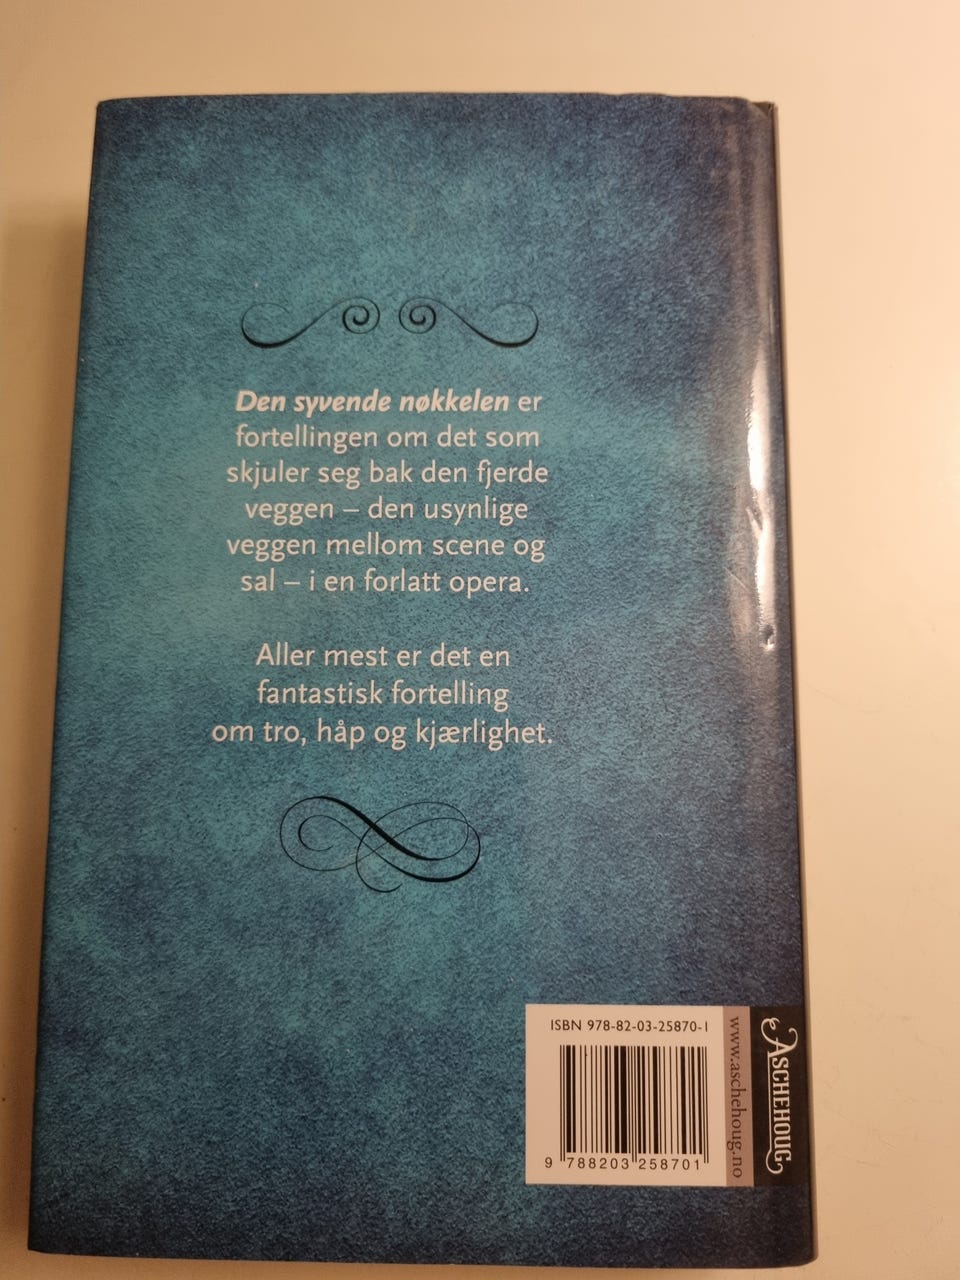 Den syvende nøkkelen er
fortellingen om det som
skjuler seg bak den fjerde
veggen – den usynlige
veggen mellom scene og
sal – i en forlatt opera.
Aller mest er det en
fantastisk fortelling
om tro, håp og kjærlighet.
ISBN 978-82-03-25870-1
9 788203 258701
www.aschehoug.no
ASCHEHOUG